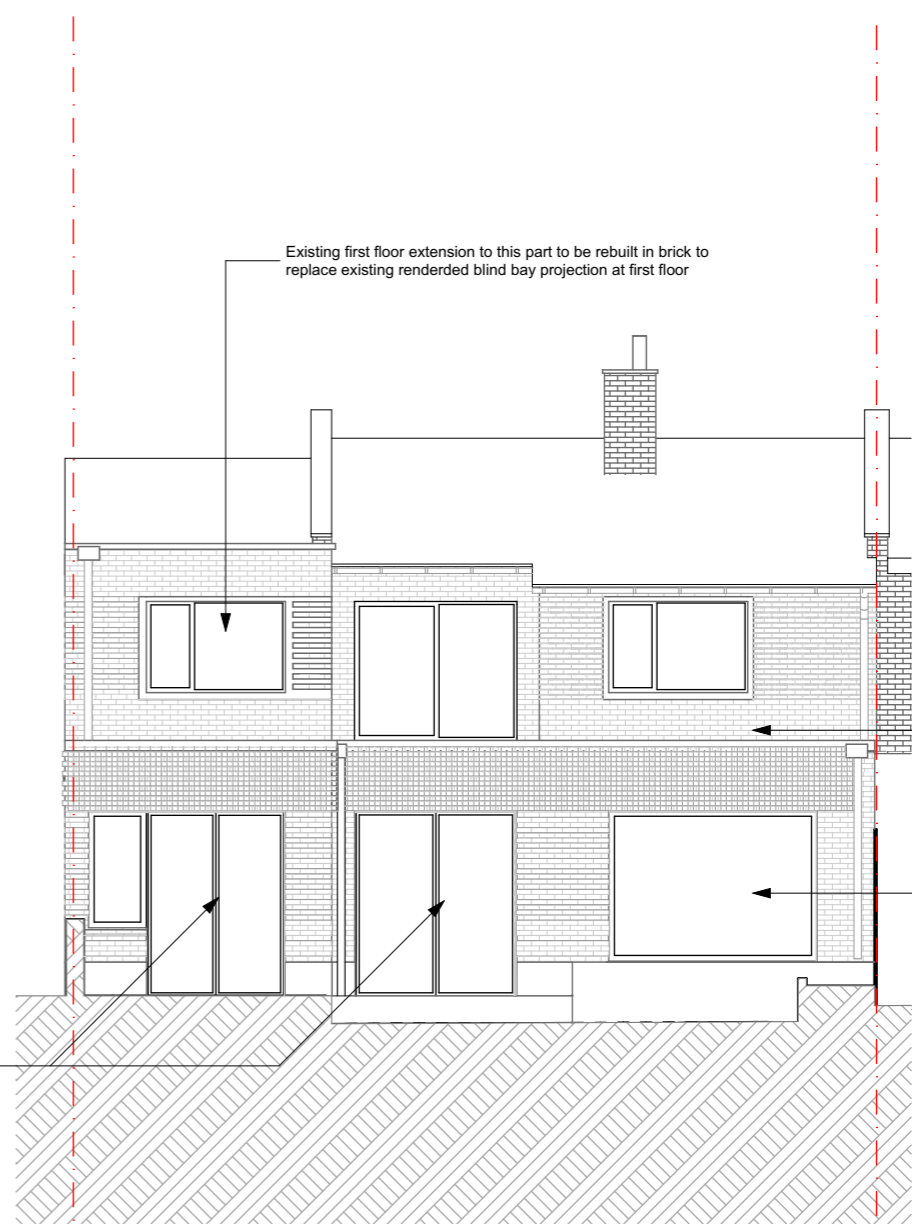 Existing first floor extension to this part to be rebuilt in brick to
replace existing renderded blind bay projection at first floor